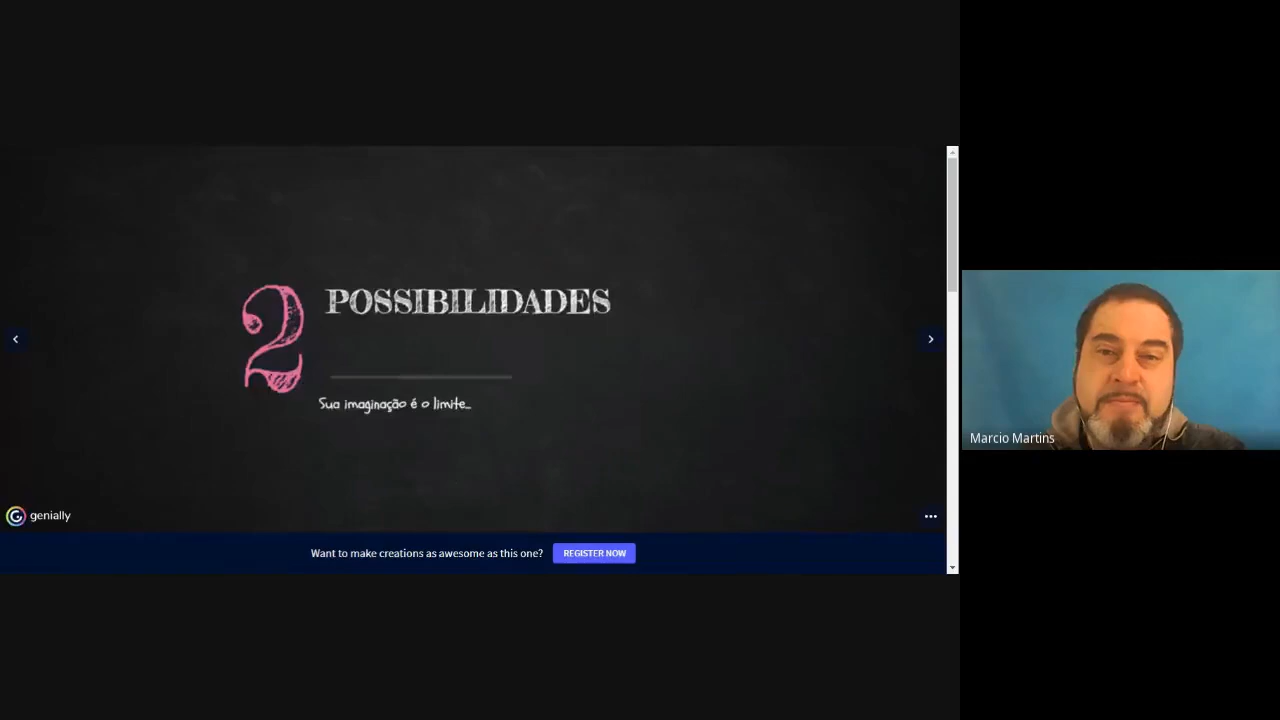 2
POSSIBILIDADES
Sua imaginação é o limite...
genially
Want to make creations as awesome as this one?
REGISTER NOW
Marcio Martins